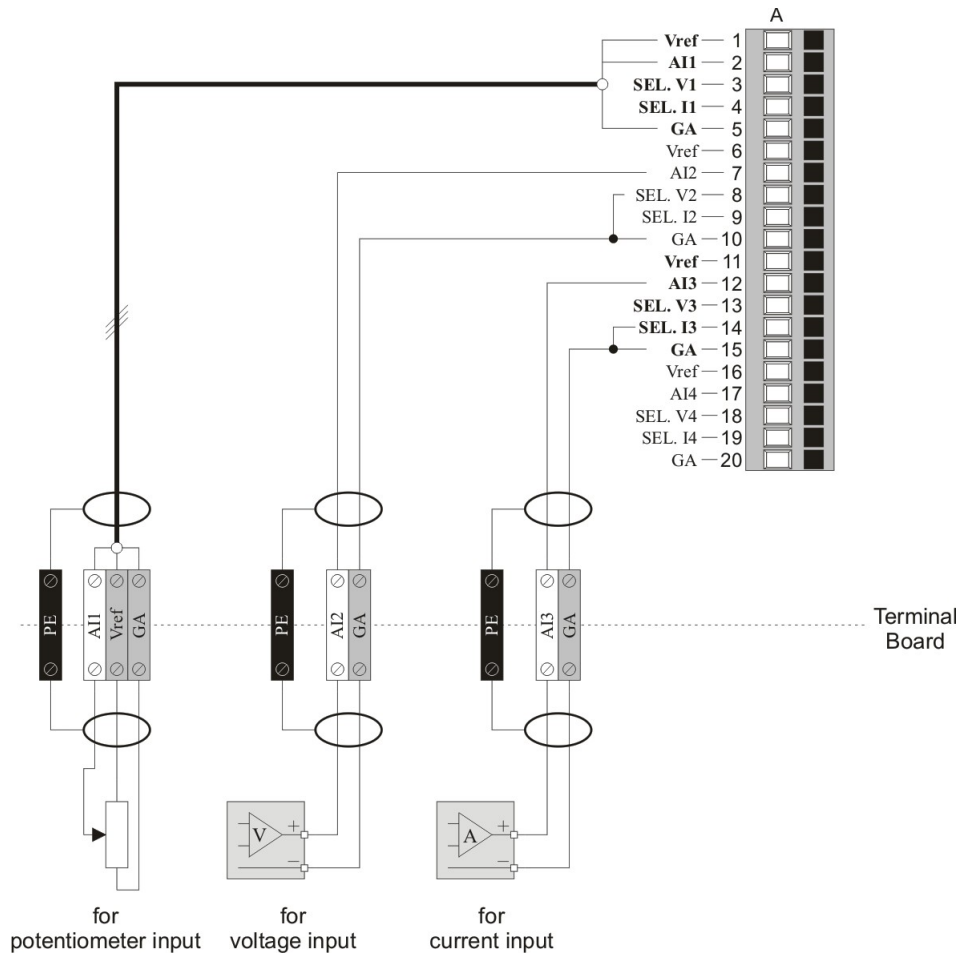 A
Vref 1
AI1 2
SEL. V1 3
SEL. I1 4
GA 5
Vref 6
AI2 7
SEL. V2 8
SEL. I2 9
GA 10
Vref 11
AI3 12
SEL. V3 13
SEL. I3 14
GA 15
Vref 16
AI4 17
SEL. V4 18
SEL. I4 19
GA 20
PE AI1 Vref GA
PE AI2 GA
PE AI3 GA
Terminal
Board
V + −
A + −
for
potentiometer input
for
voltage input
for
current input